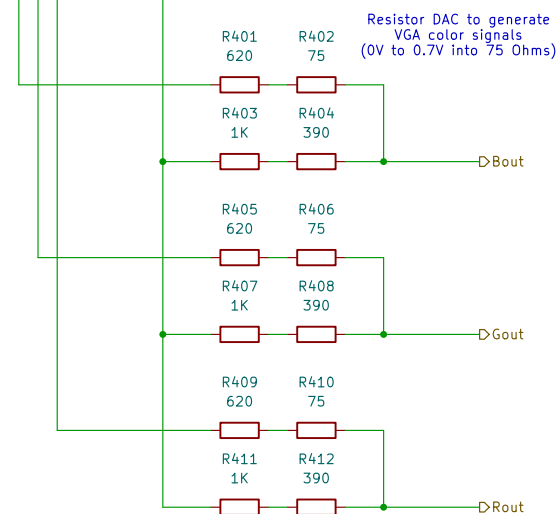 Resistor DAC to generate
VGA color signals
(0V to 0.7V into 75 Ohms)
R401 R402
620 75
R403 R404
1K 390
Bout
R405 R406
620 75
R407 R408
1K 390
Gout
R409 R410
620 75
R411 R412
1K 390
Rout